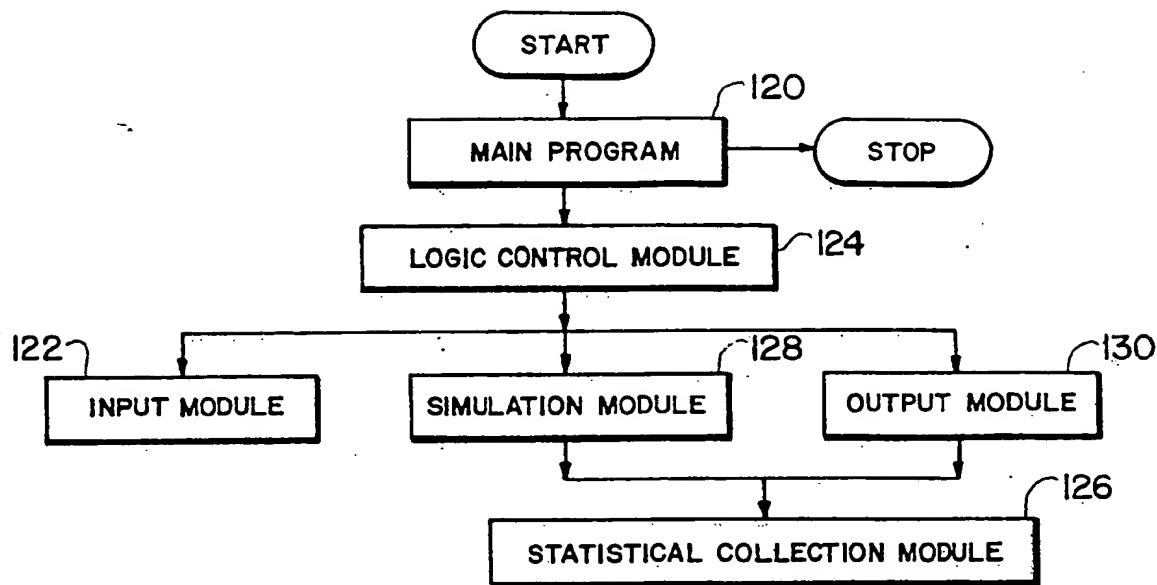 START
120
MAIN PROGRAM
STOP
LOGIC CONTROL MODULE
124
122
128
130
INPUT MODULE
SIMULATION MODULE
OUTPUT MODULE
126
STATISTICAL COLLECTION MODULE